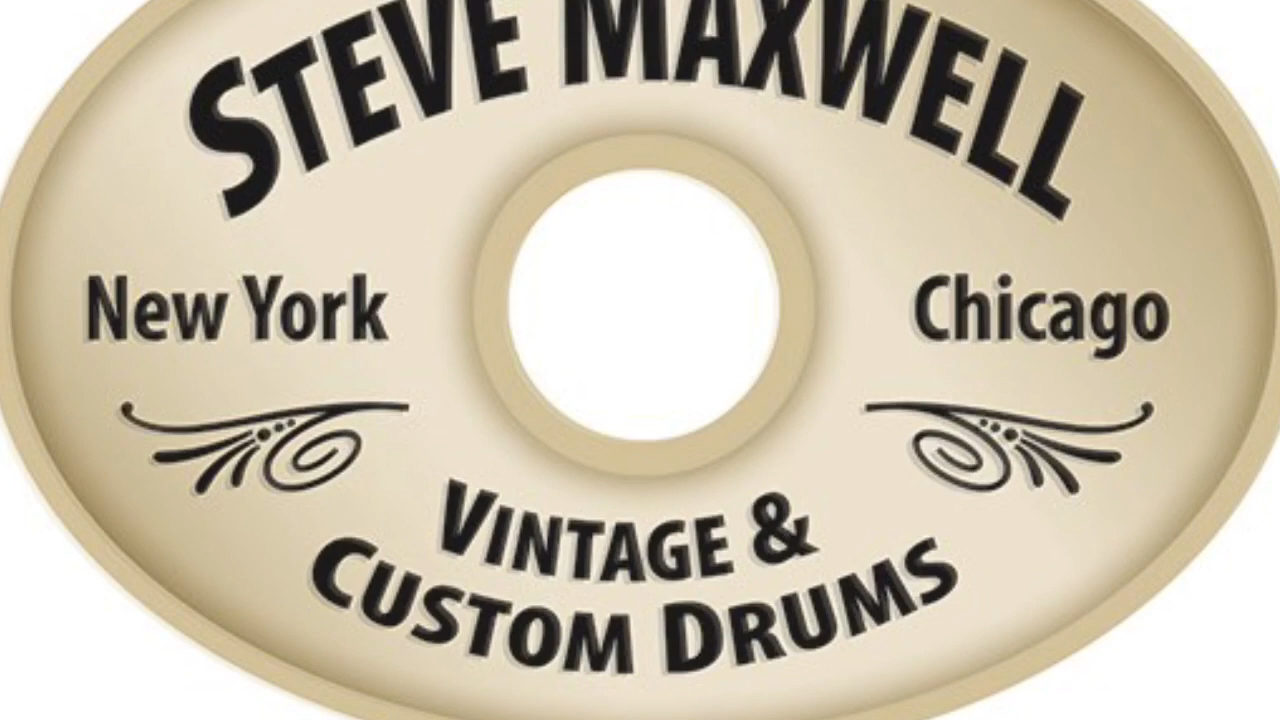 STEVE MAXWELL
New York
Chicago
VINTAGE &
CUSTOM DRUMS